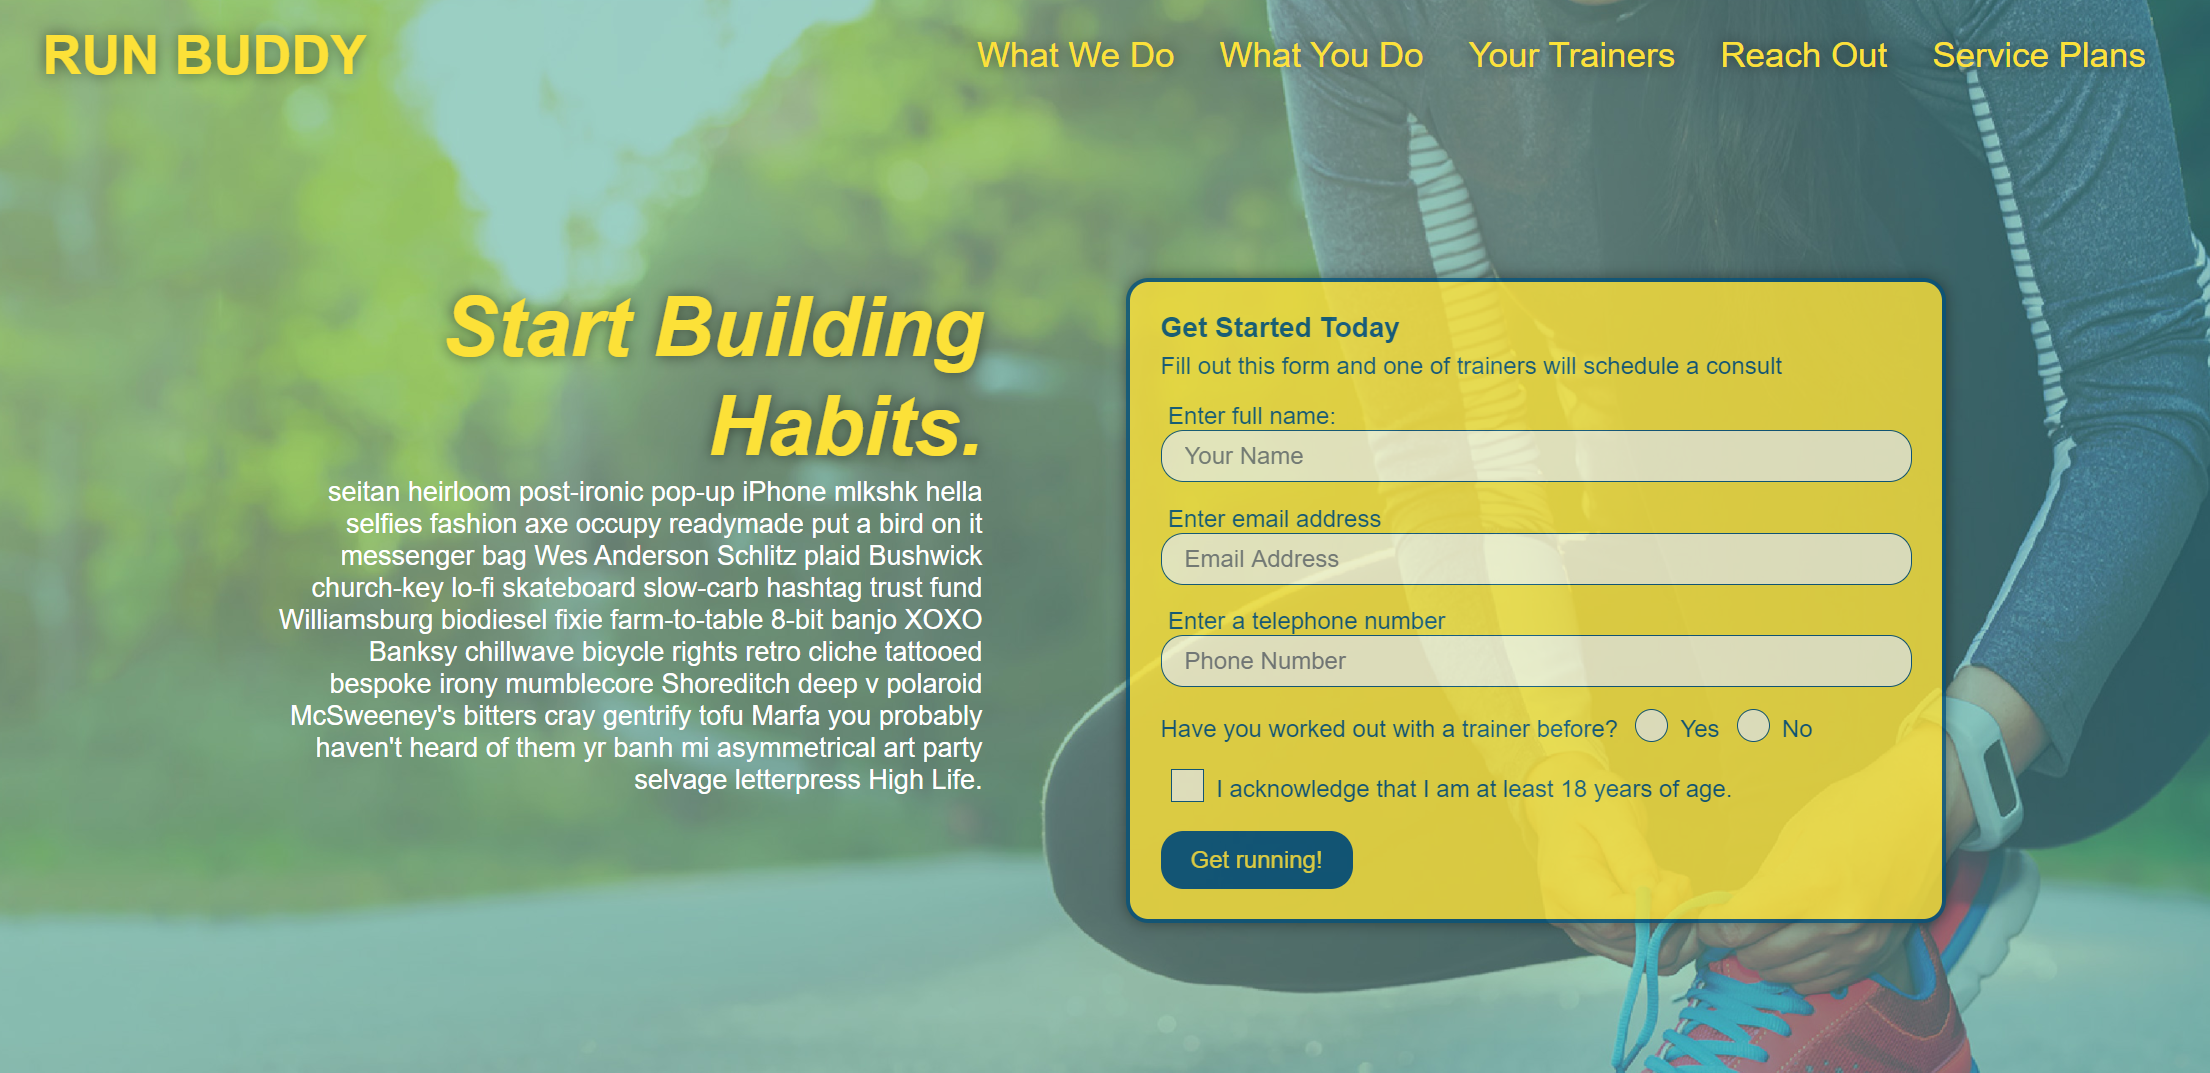 RUN BUDDY
What We Do
What You Do
Your Trainers
Reach Out
Service Plans
Start Building
Habits.
seitan heirloom post-ironic pop-up iPhone mlkshk hella
selfies fashion axe occupy readymade put a bird on it
messenger bag Wes Anderson Schlitz plaid Bushwick
church-key lo-fi skateboard slow-carb hashtag trust fund
Williamsburg biodiesel fixie farm-to-table 8-bit banjo XOXO
Banksy chillwave bicycle rights retro cliche tattooed
bespoke irony mumblecore Shoreditch deep v polaroid
McSweeney's bitters cray gentrify tofu Marfa you probably
haven't heard of them yr banh mi asymmetrical art party
selvage letterpress High Life.
Get Started Today
Fill out this form and one of trainers will schedule a consult
Enter full name:
Your Name
Enter email address
Email Address
Enter a telephone number
Phone Number
Have you worked out with a trainer before? Yes No
I acknowledge that I am at least 18 years of age.
Get running!